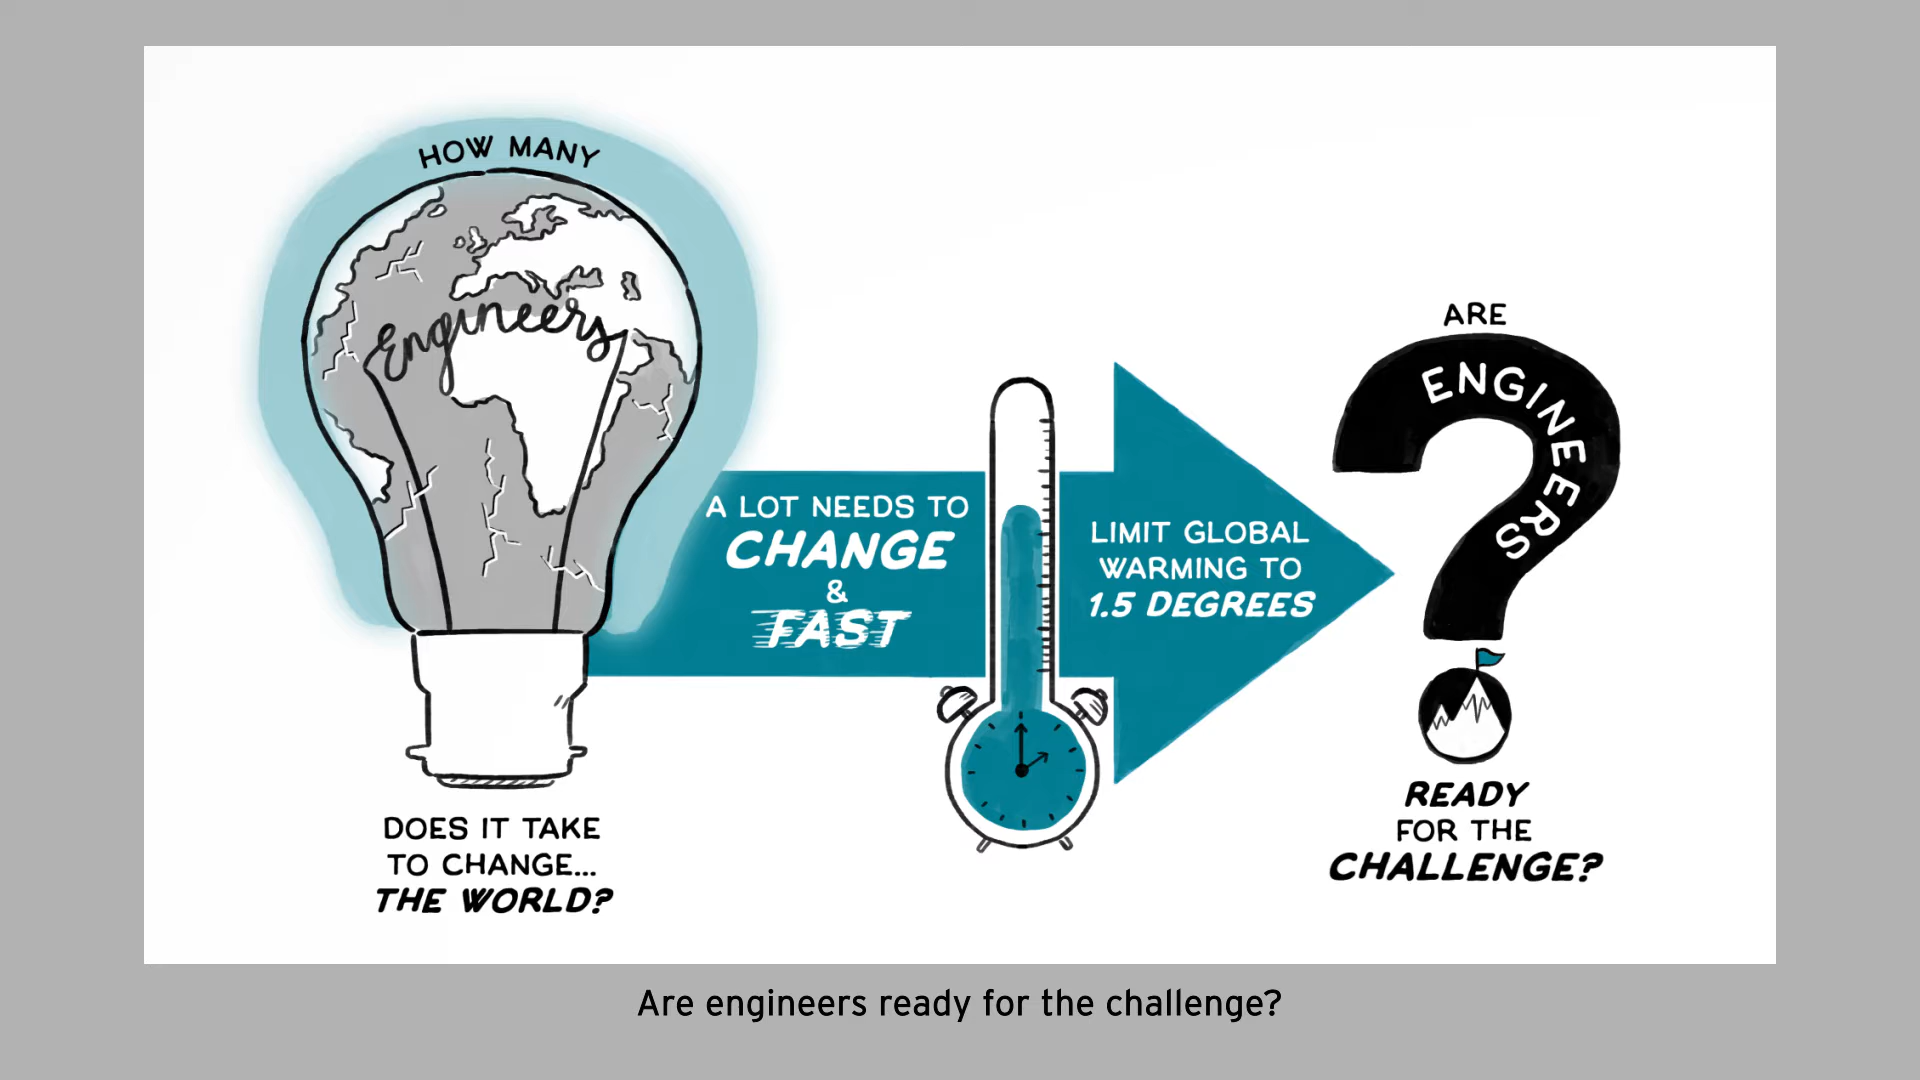 HOW MANY
Engineers
DOES IT TAKE
TO CHANGE...
THE WORLD?
A LOT NEEDS TO
CHANGE
&
FAST
LIMIT GLOBAL
WARMING TO
1.5 DEGREES
ARE
ENGINEERS
READY
FOR THE
CHALLENGE?
Are engineers ready for the challenge?